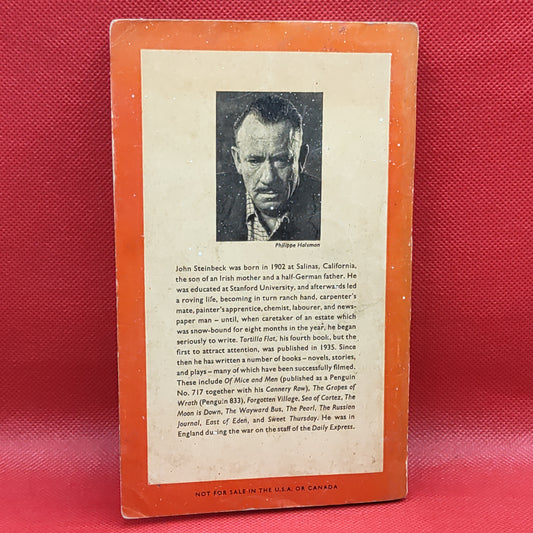 Philippe Halsman
John Steinbeck was born in 1902 at Salinas, California,
the son of an Irish mother and a half-German father. He
was educated at Stanford University, and afterwards led
a roving life, becoming in turn ranch hand, carpenter's
mate, painter's apprentice, chemist, labourer, and news-
paper man – until, when caretaker of an estate which
was snow-bound for eight months in the year, he began
seriously to write. Tortilla Flat, his fourth book, but the
first to attract attention, was published in 1935. Since
then he has written a number of books – novels, stories,
and plays – many of which have been successfully filmed.
These include Of Mice and Men (published as a Penguin
No. 717 together with his Cannery Row), The Grapes of
Wrath (Penguin 833), Forgotten Village, Sea of Cortez, The
Moon is Down, The Wayward Bus, The Pearl, The Russian
Journal, East of Eden, and Sweet Thursday. He was in
England during the war on the staff of the Daily Express.
NOT FOR SALE IN THE U.S.A. OR CANADA